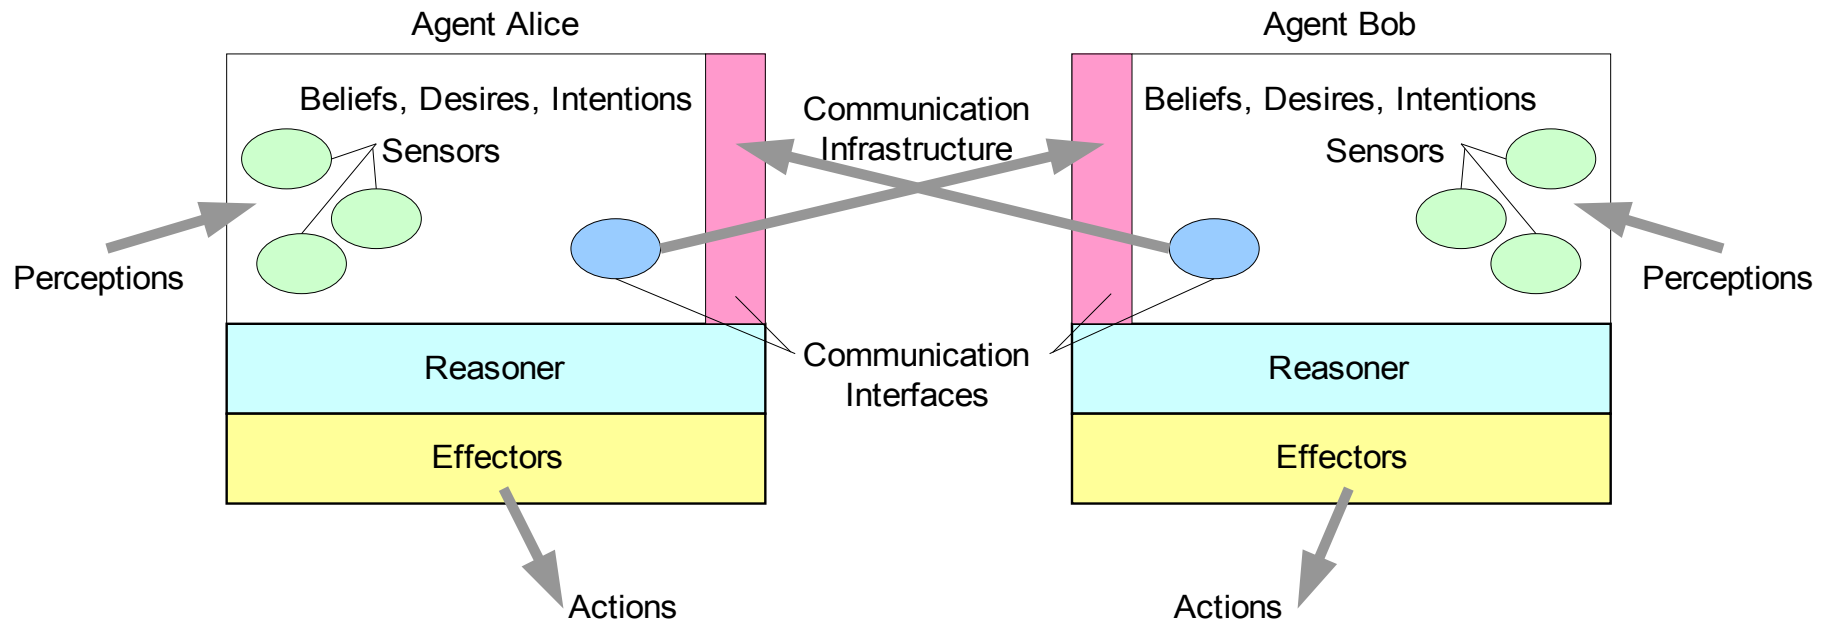 Agent Alice
Agent Bob
Beliefs, Desires, Intentions
Communication
Infrastructure
Beliefs, Desires, Intentions
Sensors
Sensors
Perceptions
Perceptions
Reasoner
Communication
Interfaces
Reasoner
Effectors
Effectors
Actions
Actions